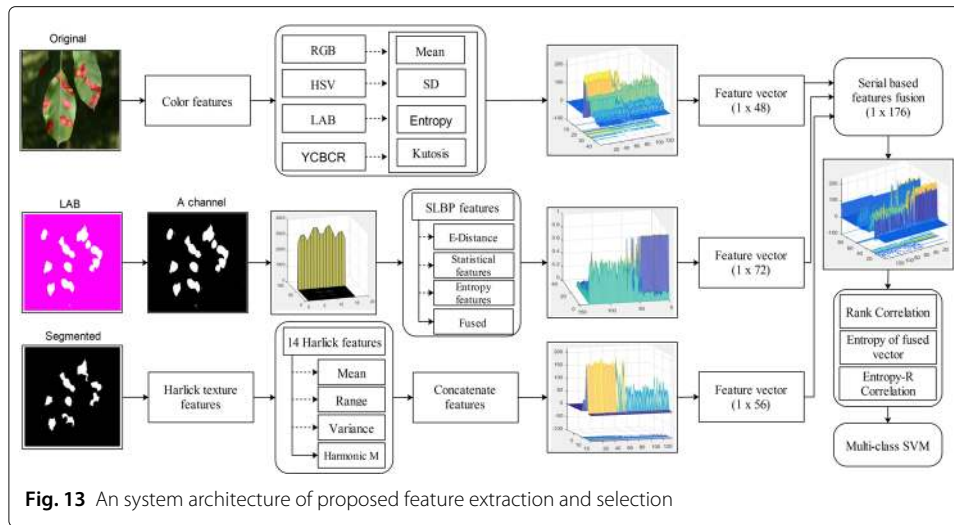 Original
Color features
RGB
HSV
LAB
YCBCR
Mean
SD
Entropy
Kutosis
Feature vector
(1 x 48)
Serial based
features fusion
(1 x 176)
LAB
A channel
SLBP features
E-Distance
Statistical
features
Entropy
features
Fused
Feature vector
(1 x 72)
Segmented
Harlick texture
features
14 Harlick features
Mean
Range
Variance
Harmonic M
Concatenate
features
Feature vector
(1 x 56)
Rank Correlation
Entropy of fused
vector
Entropy-R
Correlation
Multi-class SVM
Fig. 13 An system architecture of proposed feature extraction and selection